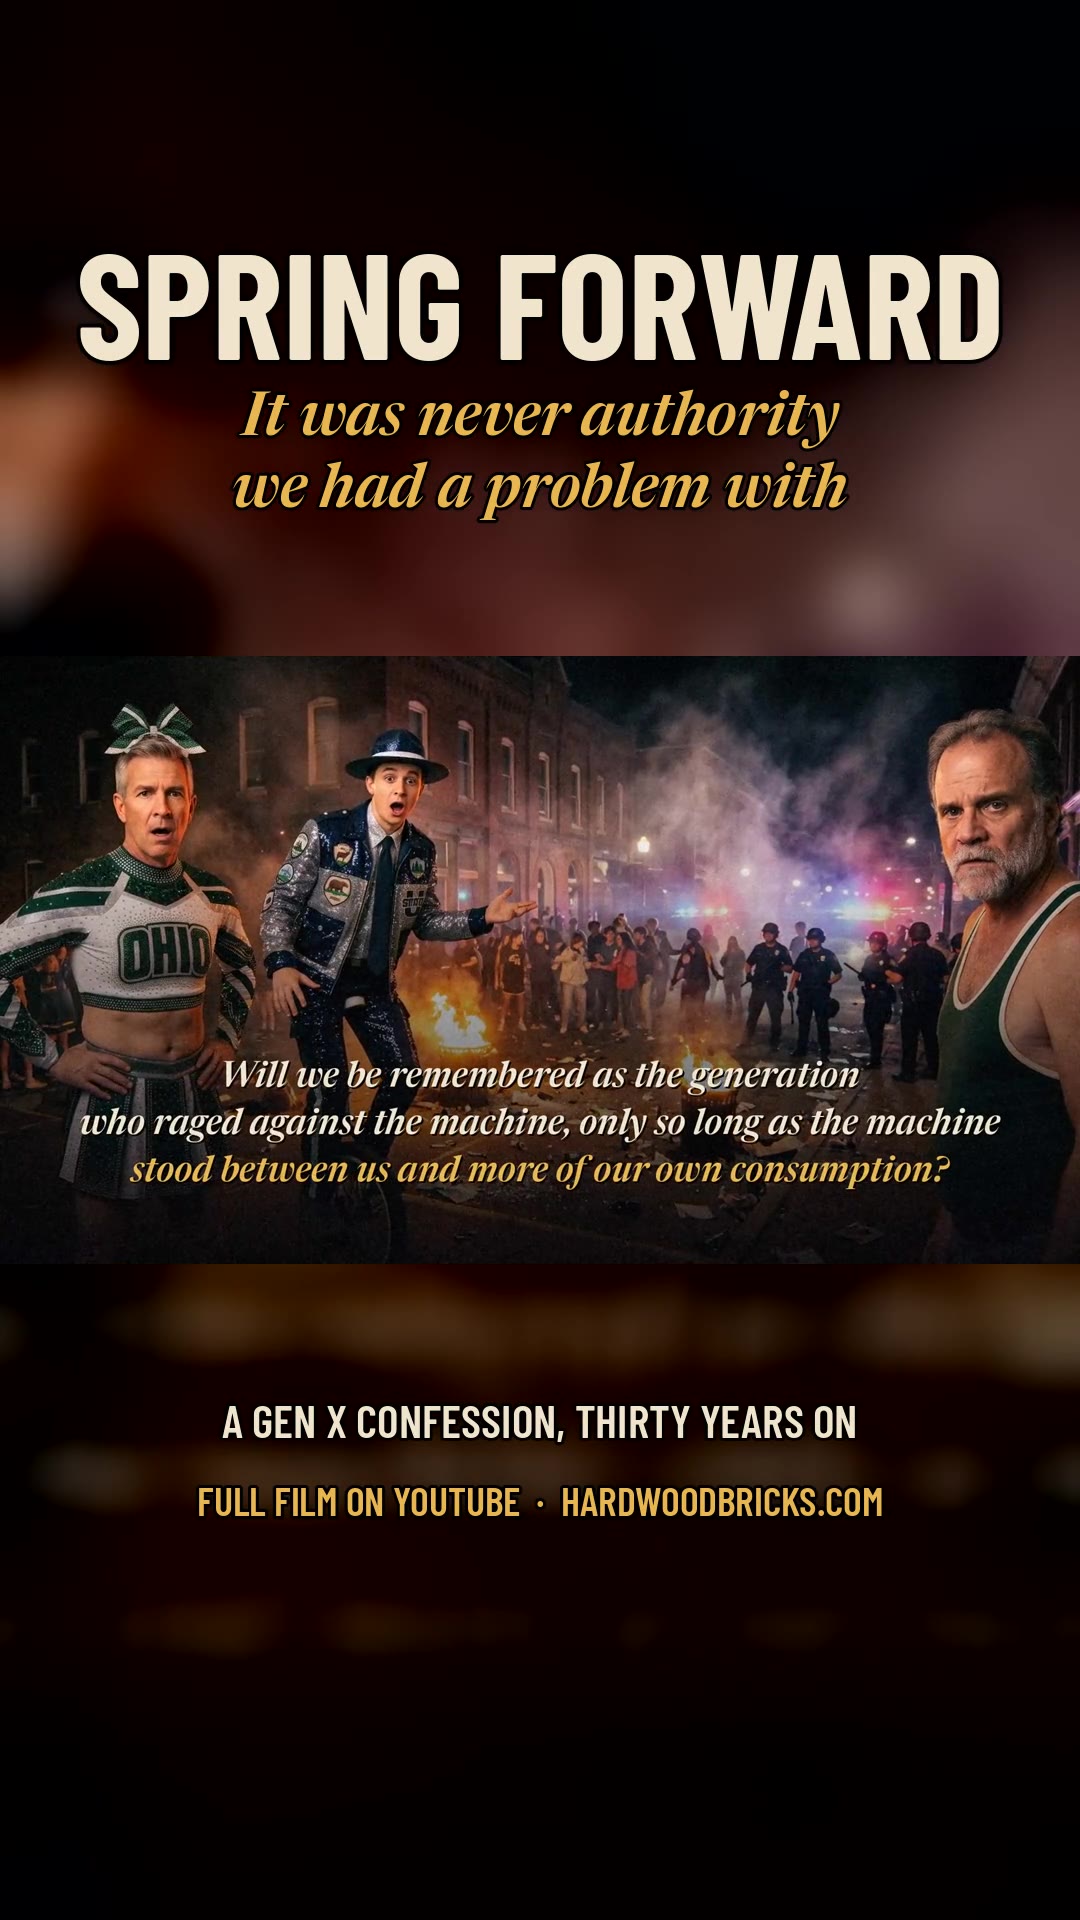 SPRING FORWARD
It was never authority
we had a problem with
OHIO
Will we be remembered as the generation
who raged against the machine, only so long as the machine
stood between us and more of our own consumption?
A GEN X CONFESSION, THIRTY YEARS ON
FULL FILM ON YOUTUBE · HARDWOODBRICKS.COM